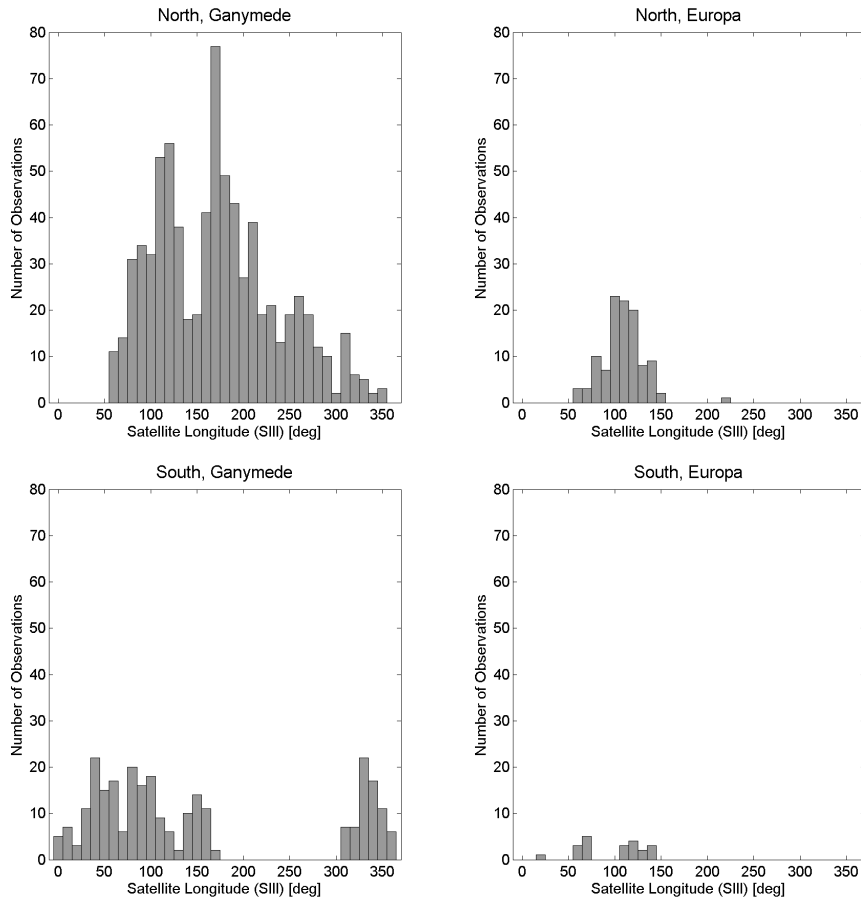 North, Ganymede
80
70
60
50
40
30
20
10
0
Number of Observations
0 50 100 150 200 250 300 350
Satellite Longitude (SIII) [deg]
North, Europa
80
70
60
50
40
30
20
10
0
Number of Observations
0 50 100 150 200 250 300 350
Satellite Longitude (SIII) [deg]
South, Ganymede
80
70
60
50
40
30
20
10
0
Number of Observations
0 50 100 150 200 250 300 350
Satellite Longitude (SIII) [deg]
South, Europa
80
70
60
50
40
30
20
10
0
Number of Observations
0 50 100 150 200 250 300 350
Satellite Longitude (SIII) [deg]